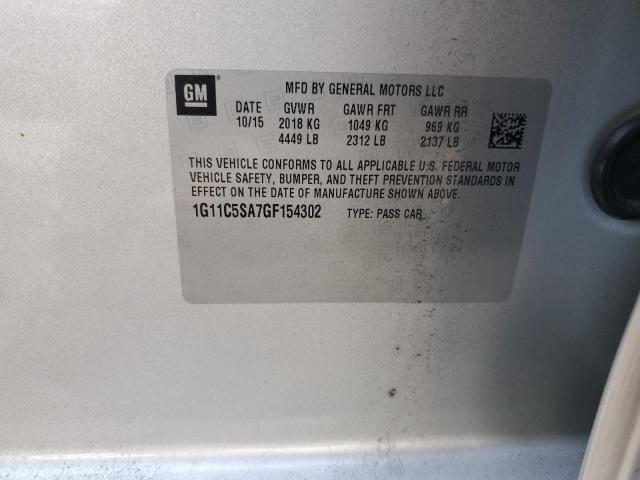 GM
MFD BY GENERAL MOTORS LLC
DATE GVWR GAWR FRT GAWR RR
10/15 2018 KG 1049 KG 969 KG
4449 LB 2312 LB 2137 LB
THIS VEHICLE CONFORMS TO ALL APPLICABLE U.S. FEDERAL MOTOR
VEHICLE SAFETY, BUMPER, AND THEFT PREVENTION STANDARDS IN
EFFECT ON THE DATE OF MANUFACTURE SHOWN ABOVE.
1G11C5SA7GF154302 TYPE: PASS CAR